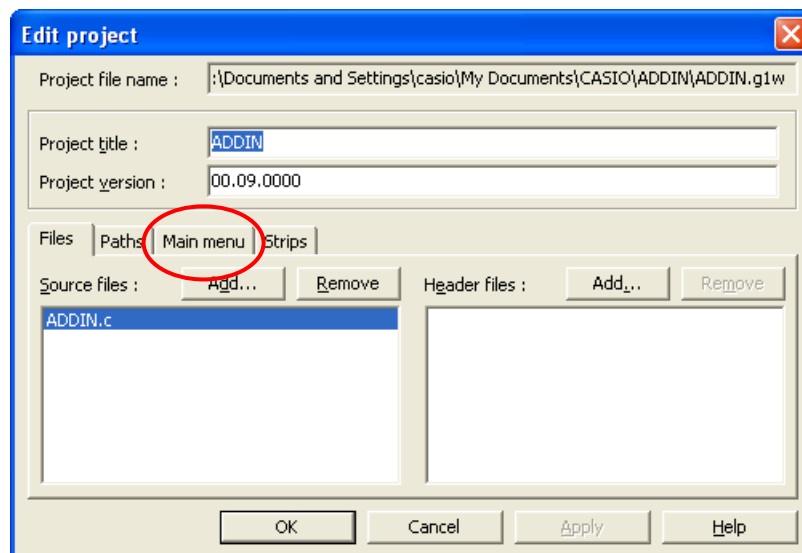 Edit project
Project file name : :\Documents and Settings\casio\My Documents\CASIO\ADDIN\ADDIN.g1w
Project title : ADDIN
Project version : 00.09.0000
Files Paths Main menu Strips
Source files : Add... Remove Header files : Add... Remove
ADDIN.c
OK Cancel Apply Help